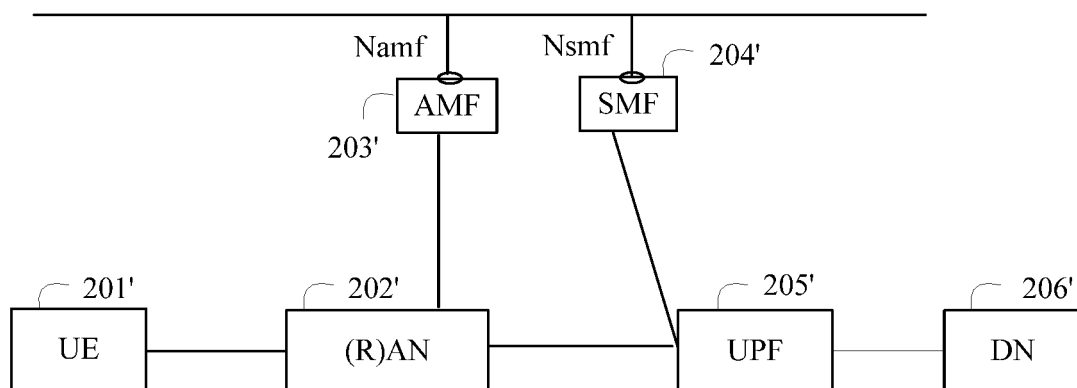 Namf
Nsmf
204'
AMF
SMF
203'
201'
202'
205'
206'
UE
(R)AN
UPF
DN